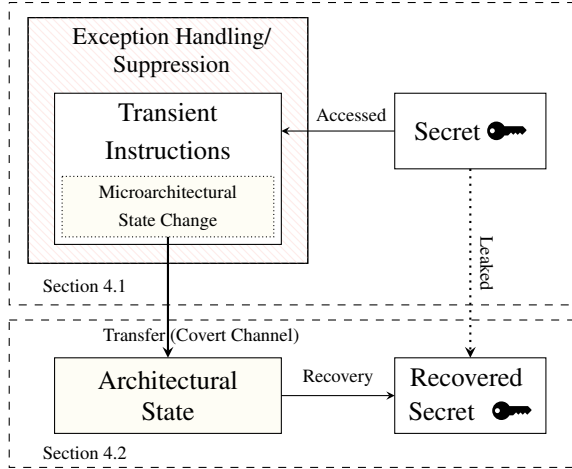 Exception Handling/
Suppression
Transient
Instructions
Accessed
Secret
Microarchitectural
State Change
Leaked
Section 4.1
Transfer (Covert Channel)
Architectural
State
Recovery
Recovered
Secret
Section 4.2